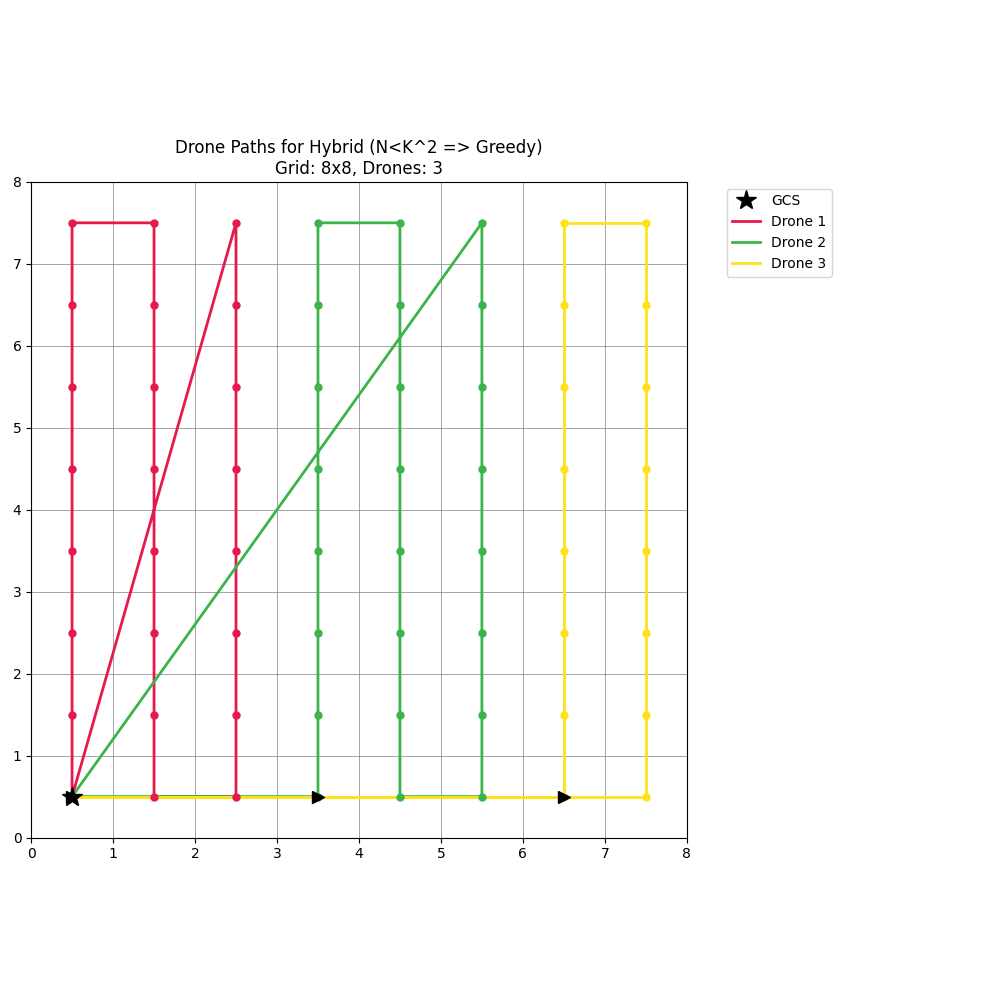 Drone Paths for Hybrid (N<K^2 => Greedy)
Grid: 8x8, Drones: 3
GCS
Drone 1
Drone 2
Drone 3
8
7
6
5
4
3
2
1
0
0 1 2 3 4 5 6 7 8